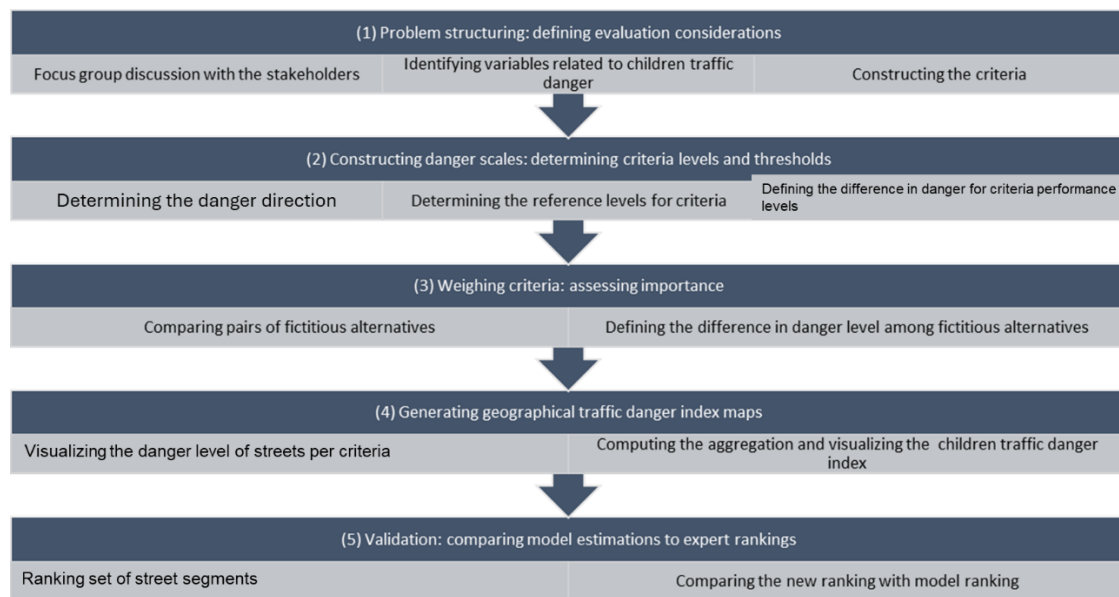 (1) Problem structuring: defining evaluation considerations
Focus group discussion with the stakeholders
Identifying variables related to children traffic
danger
Constructing the criteria
(2) Constructing danger scales: determining criteria levels and thresholds
Determining the danger direction
Determining the reference levels for criteria
Defining the difference in danger for criteria performance
levels
(3) Weighing criteria: assessing importance
Comparing pairs of fictitious alternatives
Defining the difference in danger level among fictitious alternatives
(4) Generating geographical traffic danger index maps
Visualizing the danger level of streets per criteria
Computing the aggregation and visualizing the children traffic danger
index
(5) Validation: comparing model estimations to expert rankings
Ranking set of street segments
Comparing the new ranking with model ranking